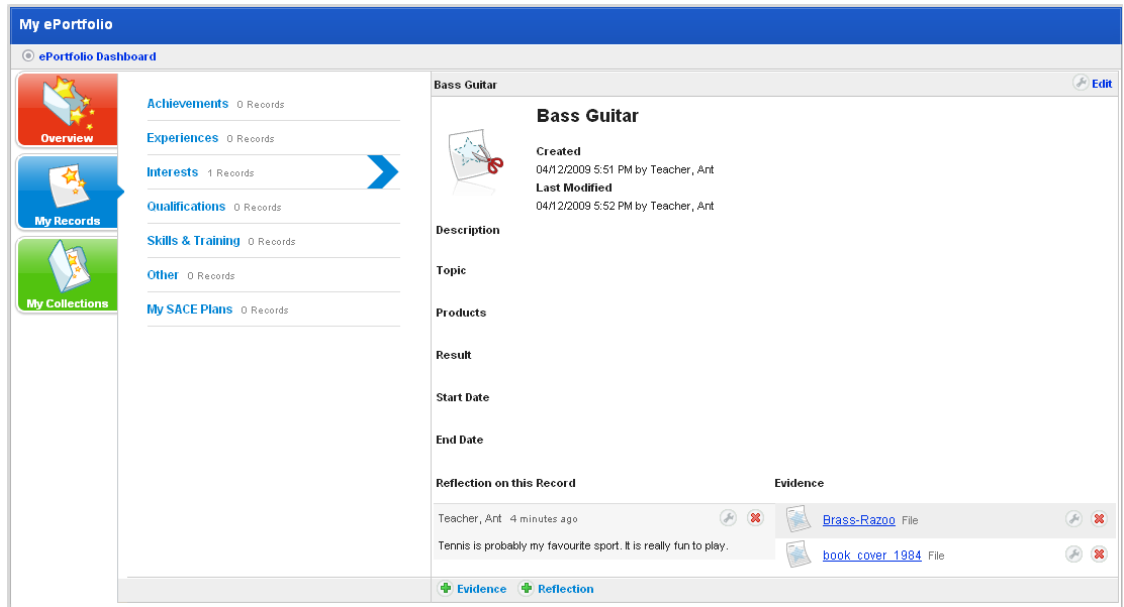 My ePortfolio
ePortfolio Dashboard
Overview
My Records
My Collections
Achievements 0 Records
Experiences 0 Records
Interests 1 Records
Qualifications 0 Records
Skills & Training 0 Records
Other 0 Records
My SACE Plans 0 Records
Bass Guitar
Edit
Bass Guitar
Created
04/12/2009 5:51 PM by Teacher, Ant
Last Modified
04/12/2009 5:52 PM by Teacher, Ant
Description
Topic
Products
Result
Start Date
End Date
Reflection on this Record
Teacher, Ant 4 minutes ago
Tennis is probably my favourite sport. It is really fun to play.
Evidence
Brass-Razoo File
book_cover_1984 File
Evidence Reflection